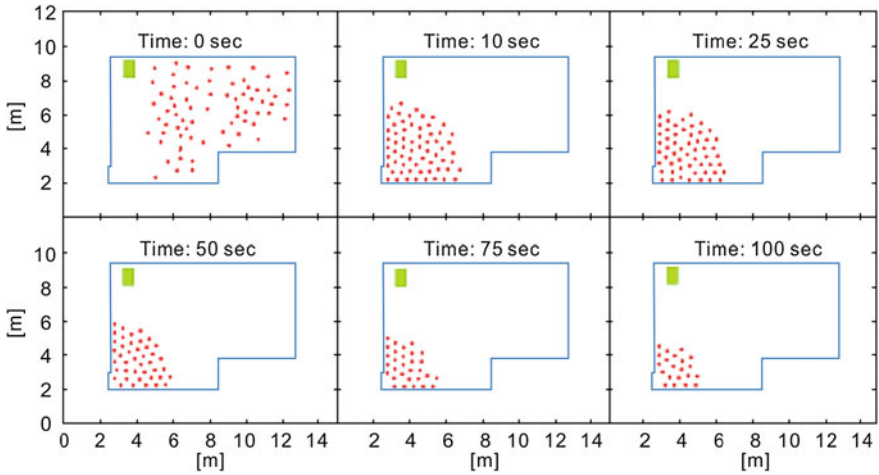 12
10
8
6
4
2
[m]
Time: 0 sec
Time: 10 sec
Time: 25 sec
10
8
6
4
2
0
[m]
Time: 50 sec
Time: 75 sec
Time: 100 sec
0 2 4 6 8 10 12 14
2 4 6 8 10 12 14
2 4 6 8 10 12 14
[m]
[m]
[m]